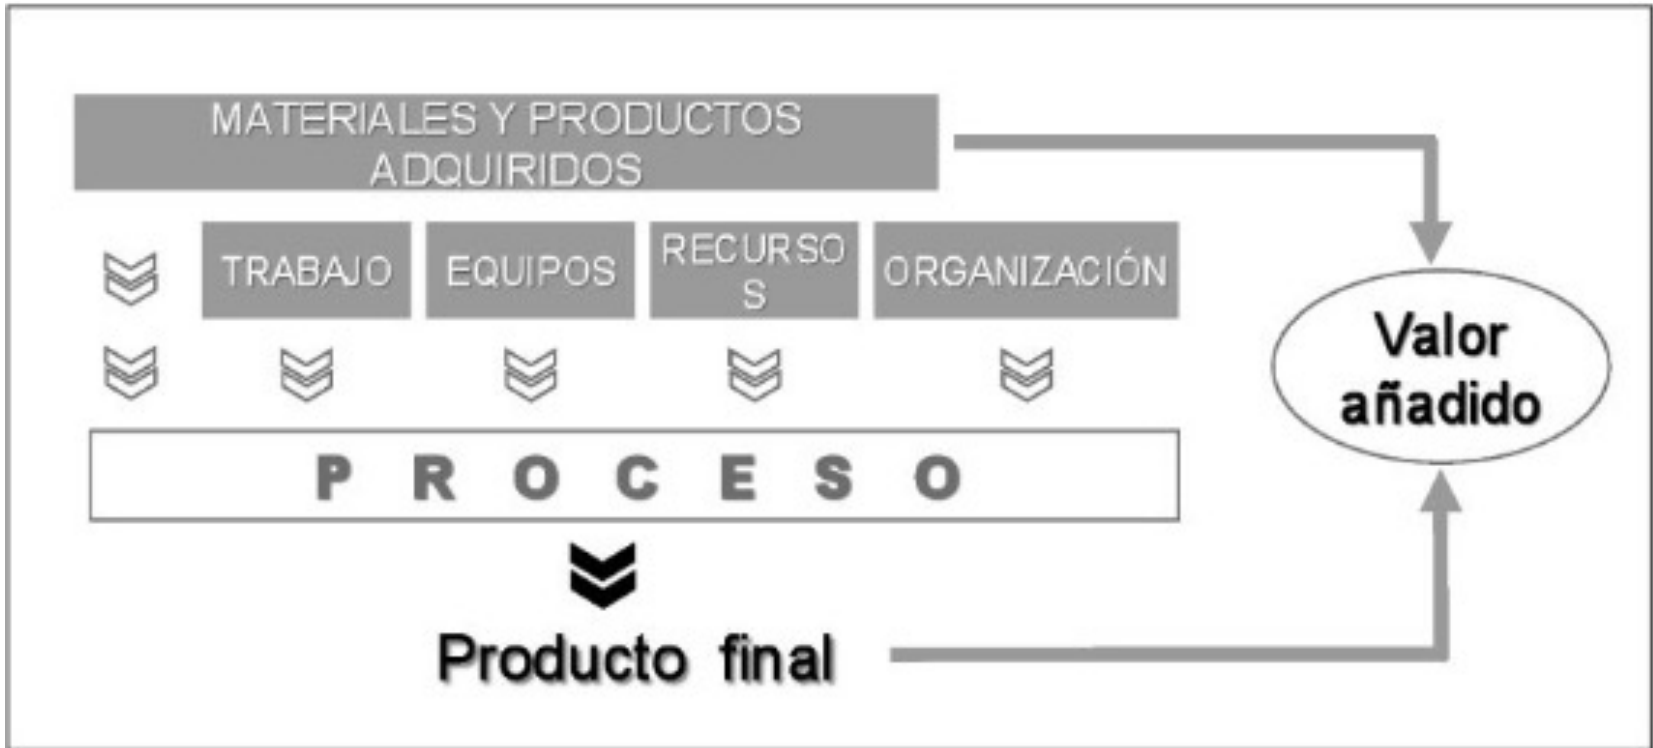 MATERIALES Y PRODUCTOS
ADQUIRIDOS
TRABAJO
EQUIPOS
RECURSO
S
ORGANIZACIÓN
Valor
añadido
P R O C E S O
Producto final